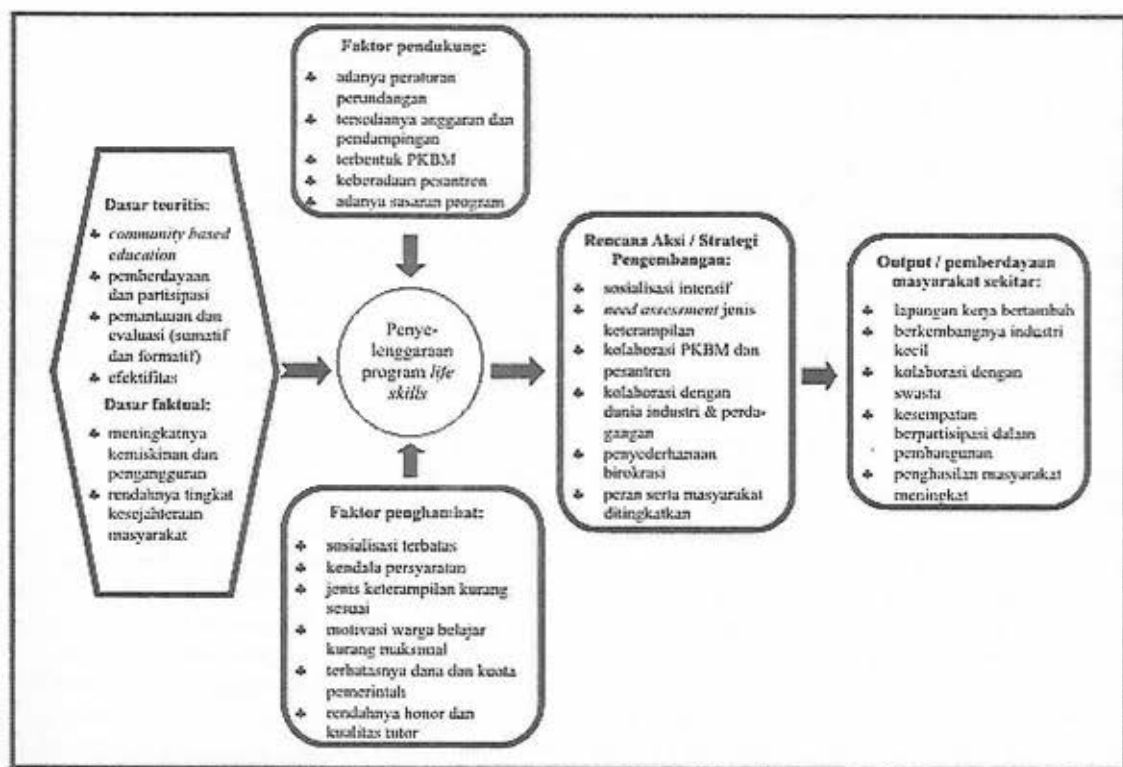 Faktor pendukung:
♣ adanya peraturan
perundangan
♣ tersedianya anggaran dan
pendampingan
♣ terbentuk PKBM
♣ keberadaan pesantren
♣ adanya sasaran program
Dasar teoritis:
♣ community based
education
♣ pemberdayaan
dan partisipasi
♣ pemantauan dan
evaluasi (sumatif
dan formatif)
♣ efektifitas
Dasar faktual:
♣ meningkatnya
kemiskinan dan
pengangguran
♣ rendahnya tingkat
kesejahteraan
masyarakat
Penye-
lenggaraan
program life
skills
Faktor penghambat:
♣ sosialisasi terbatas
♣ kendala persyaratan
♣ jenis keterampilan kurang
sesuai
♣ motivasi warga belajar
kurang maksimal
♣ terbatasnya dana dan kuota
pemerintah
♣ rendahnya honor dan
kualitas tutor
Rencana Aksi / Strategi
Pengembangan:
♣ sosialisasi intensif
♣ need assessment jenis
keterampilan
♣ kolaborasi PKBM dan
pesantren
♣ kolaborasi dengan
dunia industri & perda-
gangan
♣ penyederhanaan
birokrasi
♣ peran serta masyarakat
ditingkatkan
Output / pemberdayaan
masyarakat sekitar:
♣ lapangan kerja bertambah
♣ berkembangnya industri
kecil
♣ kolaborasi dengan
swasta
♣ kesempatan
berpartisipasi dalam
pembangunan
♣ penghasilan masyarakat
meningkat